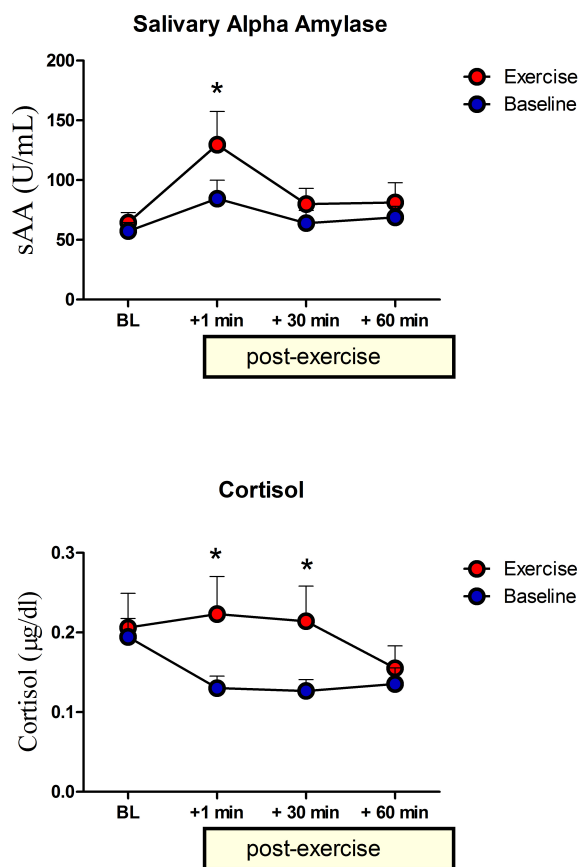 Salivary Alpha Amylase
200
150
100
50
0
sAA (U/mL)
*
Exercise
Baseline
BL +1 min + 30 min + 60 min
post-exercise
Cortisol
0.3
0.2
0.1
0.0
Cortisol (µg/dl)
* *
Exercise
Baseline
BL +1 min + 30 min + 60 min
post-exercise